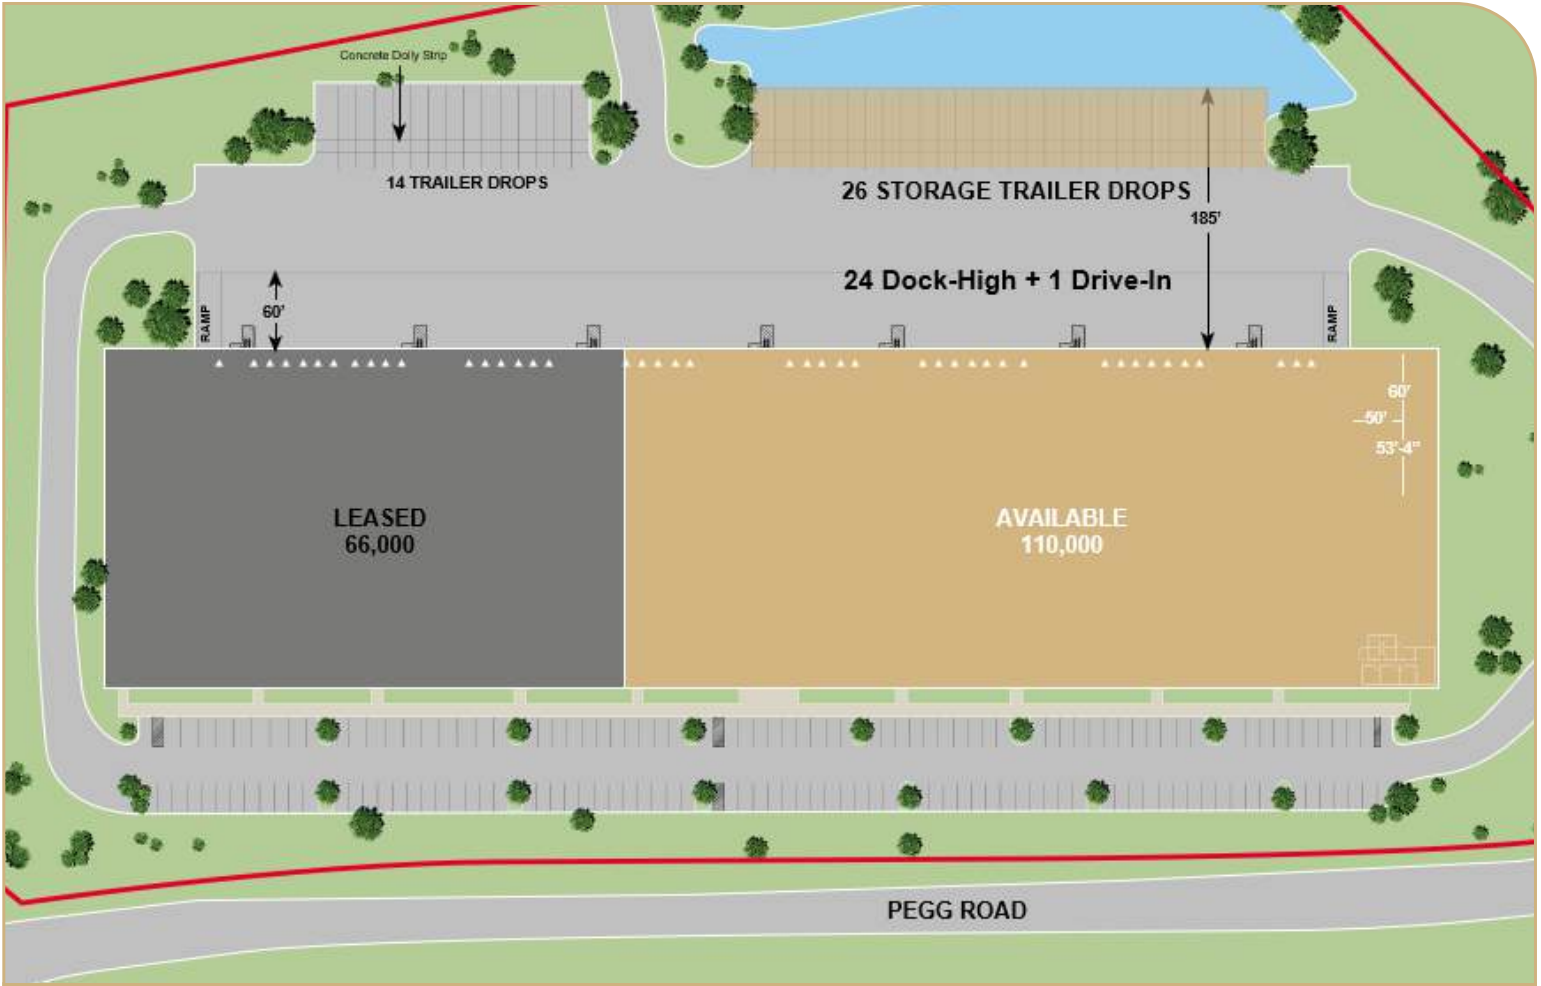 Concrete Dolly Strip
14 TRAILER DROPS
26 STORAGE TRAILER DROPS
185'
24 Dock-High + 1 Drive-In
RAMP
60'
RAMP
60'
50'
53'-4"
LEASED
66,000
AVAILABLE
110,000
PEGG ROAD